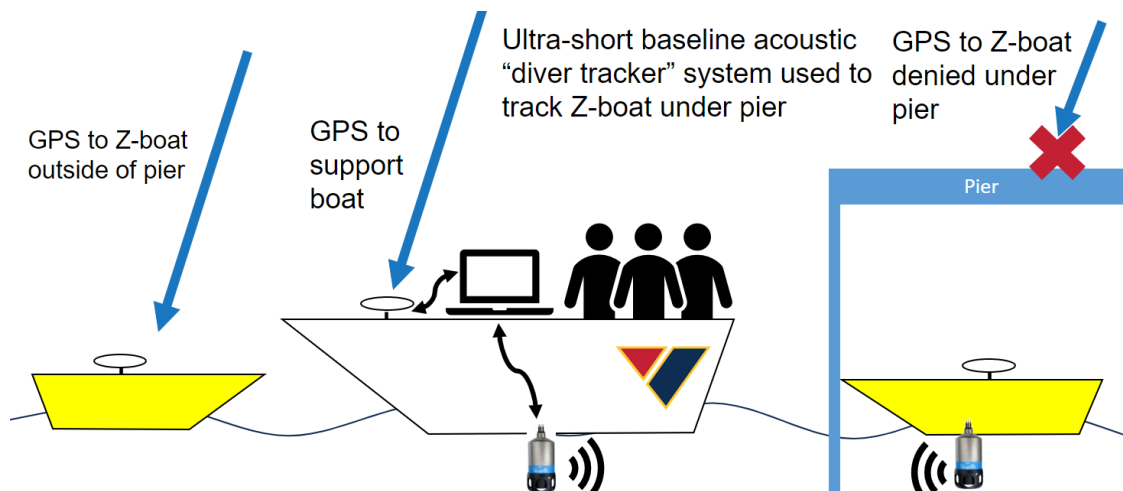 GPS to Z-boat
outside of pier
GPS to
support
boat
Ultra-short baseline acoustic
“diver tracker” system used to
track Z-boat under pier
GPS to Z-boat
denied under
pier
Pier